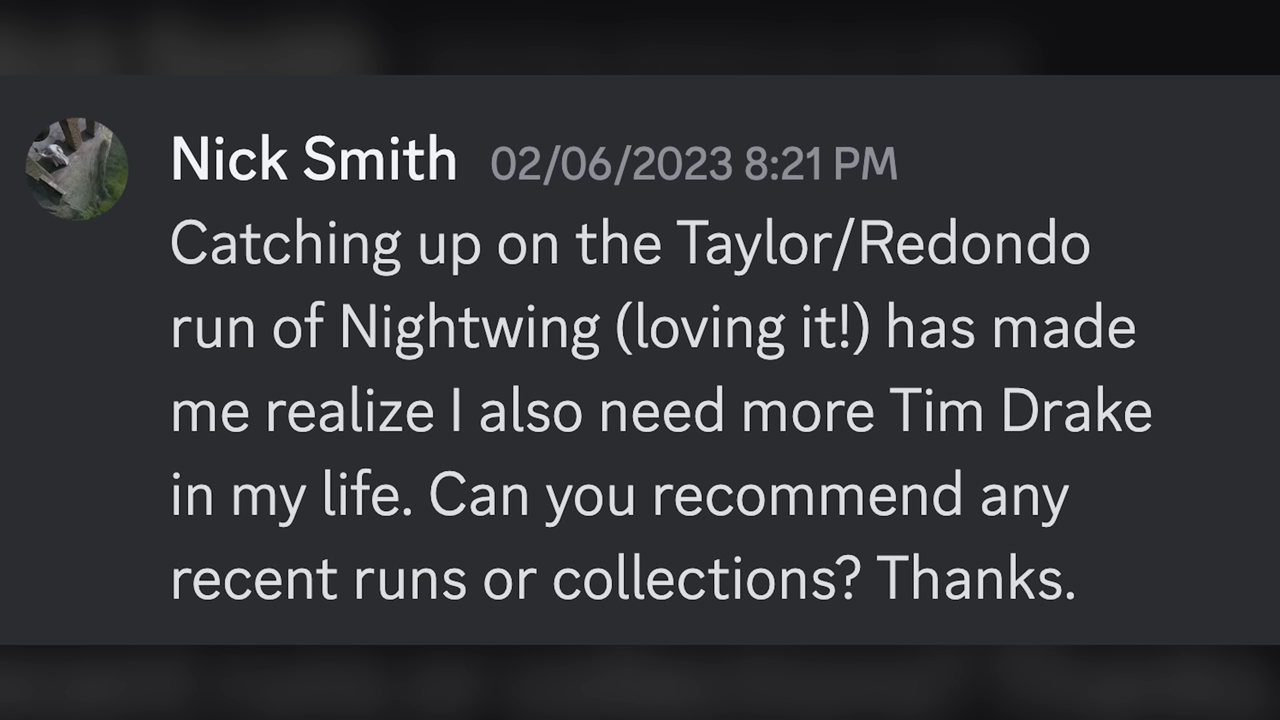 Nick Smith 02/06/2023 8:21 PM
Catching up on the Taylor/Redondo
run of Nightwing (loving it!) has made
me realize I also need more Tim Drake
in my life. Can you recommend any
recent runs or collections? Thanks.